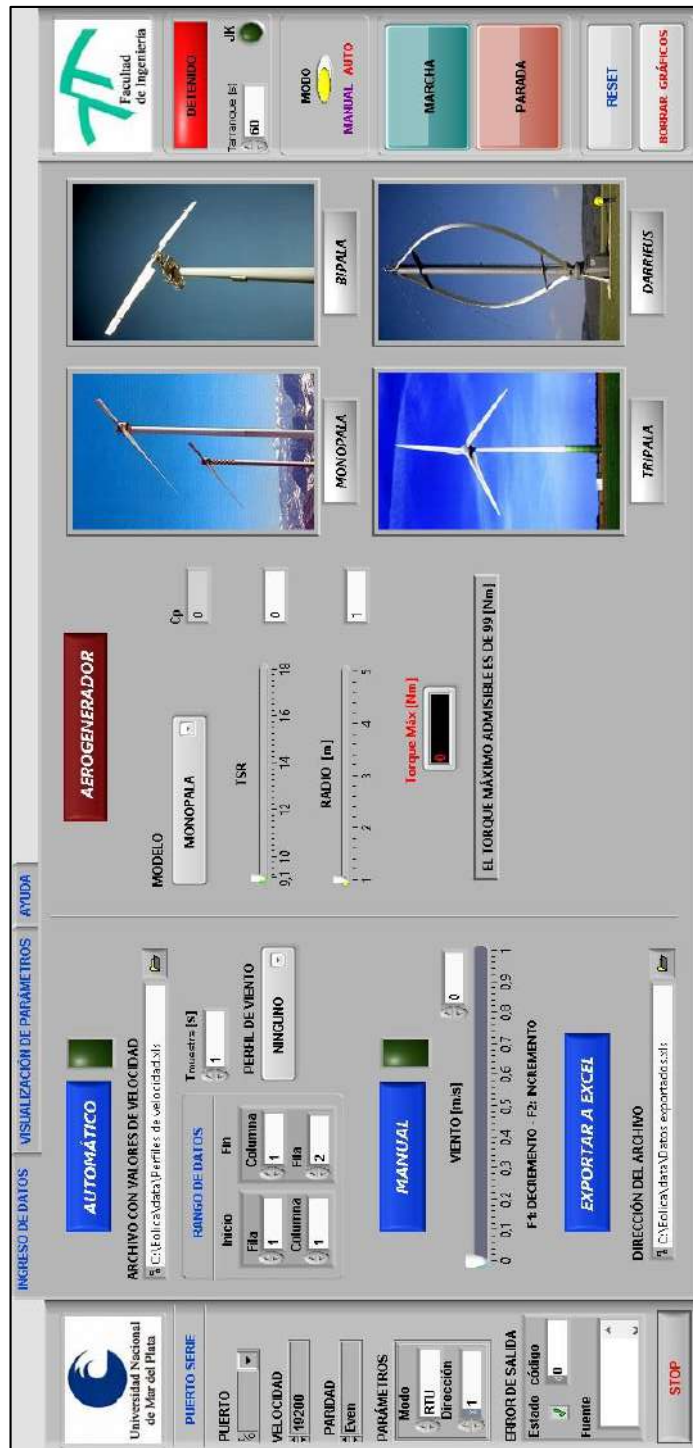 INGRESO DE DATOS
VISUALIZACIÓN DE PARÁMETROS
AYUDA
Universidad Nacional
de Mar del Plata
PUERTO SERIE
PUERTO
VELOCIDAD
19200
PARIDAD
Even
PARÁMETROS
Modo
RTU
Dirección
1
ERROR DE SALIDA
Estado código
0
Fuente
STOP
AUTOMÁTICO
ARCHIVO CON VALORES DE VELOCIDAD
C:\Eolica\data\Perfiles de velocidad.xls
RANGO DE DATOS
Inicio
Fila
1
Columna
1
Fin
Columna
1
Fila
2
Tmuestra [s]
1
PERFIL DE VIENTO
NINGUNO
MANUAL
VIENTO [m/s]
0
0 0,1 0,2 0,3 0,4 0,5 0,6 0,7 0,8 0,9 1
F1: DECREMENTO - F2: INCREMENTO
EXPORTAR A EXCEL
DIRECCIÓN DEL ARCHIVO
C:\Eolica\data\Datos exportados.xls
AEROGENERADOR
MODELO
MONOPALA
Cp
0
TSR
9,1 10 12 14 16 18
0
RADIO [m]
1 2 3 4 5
1
Torque Máx [Nm]
0
EL TORQUE MÁXIMO ADMISIBLE ES DE 99 [Nm]
MONOPALA
BIPALA
TRIPALA
DARRIEUS
Facultad
de Ingeniería
DETENIDO
Tarranque [s]
60
JK
MODO
MANUAL AUTO
MARCHA
PARADA
RESET
BORRAR GRÁFICOS